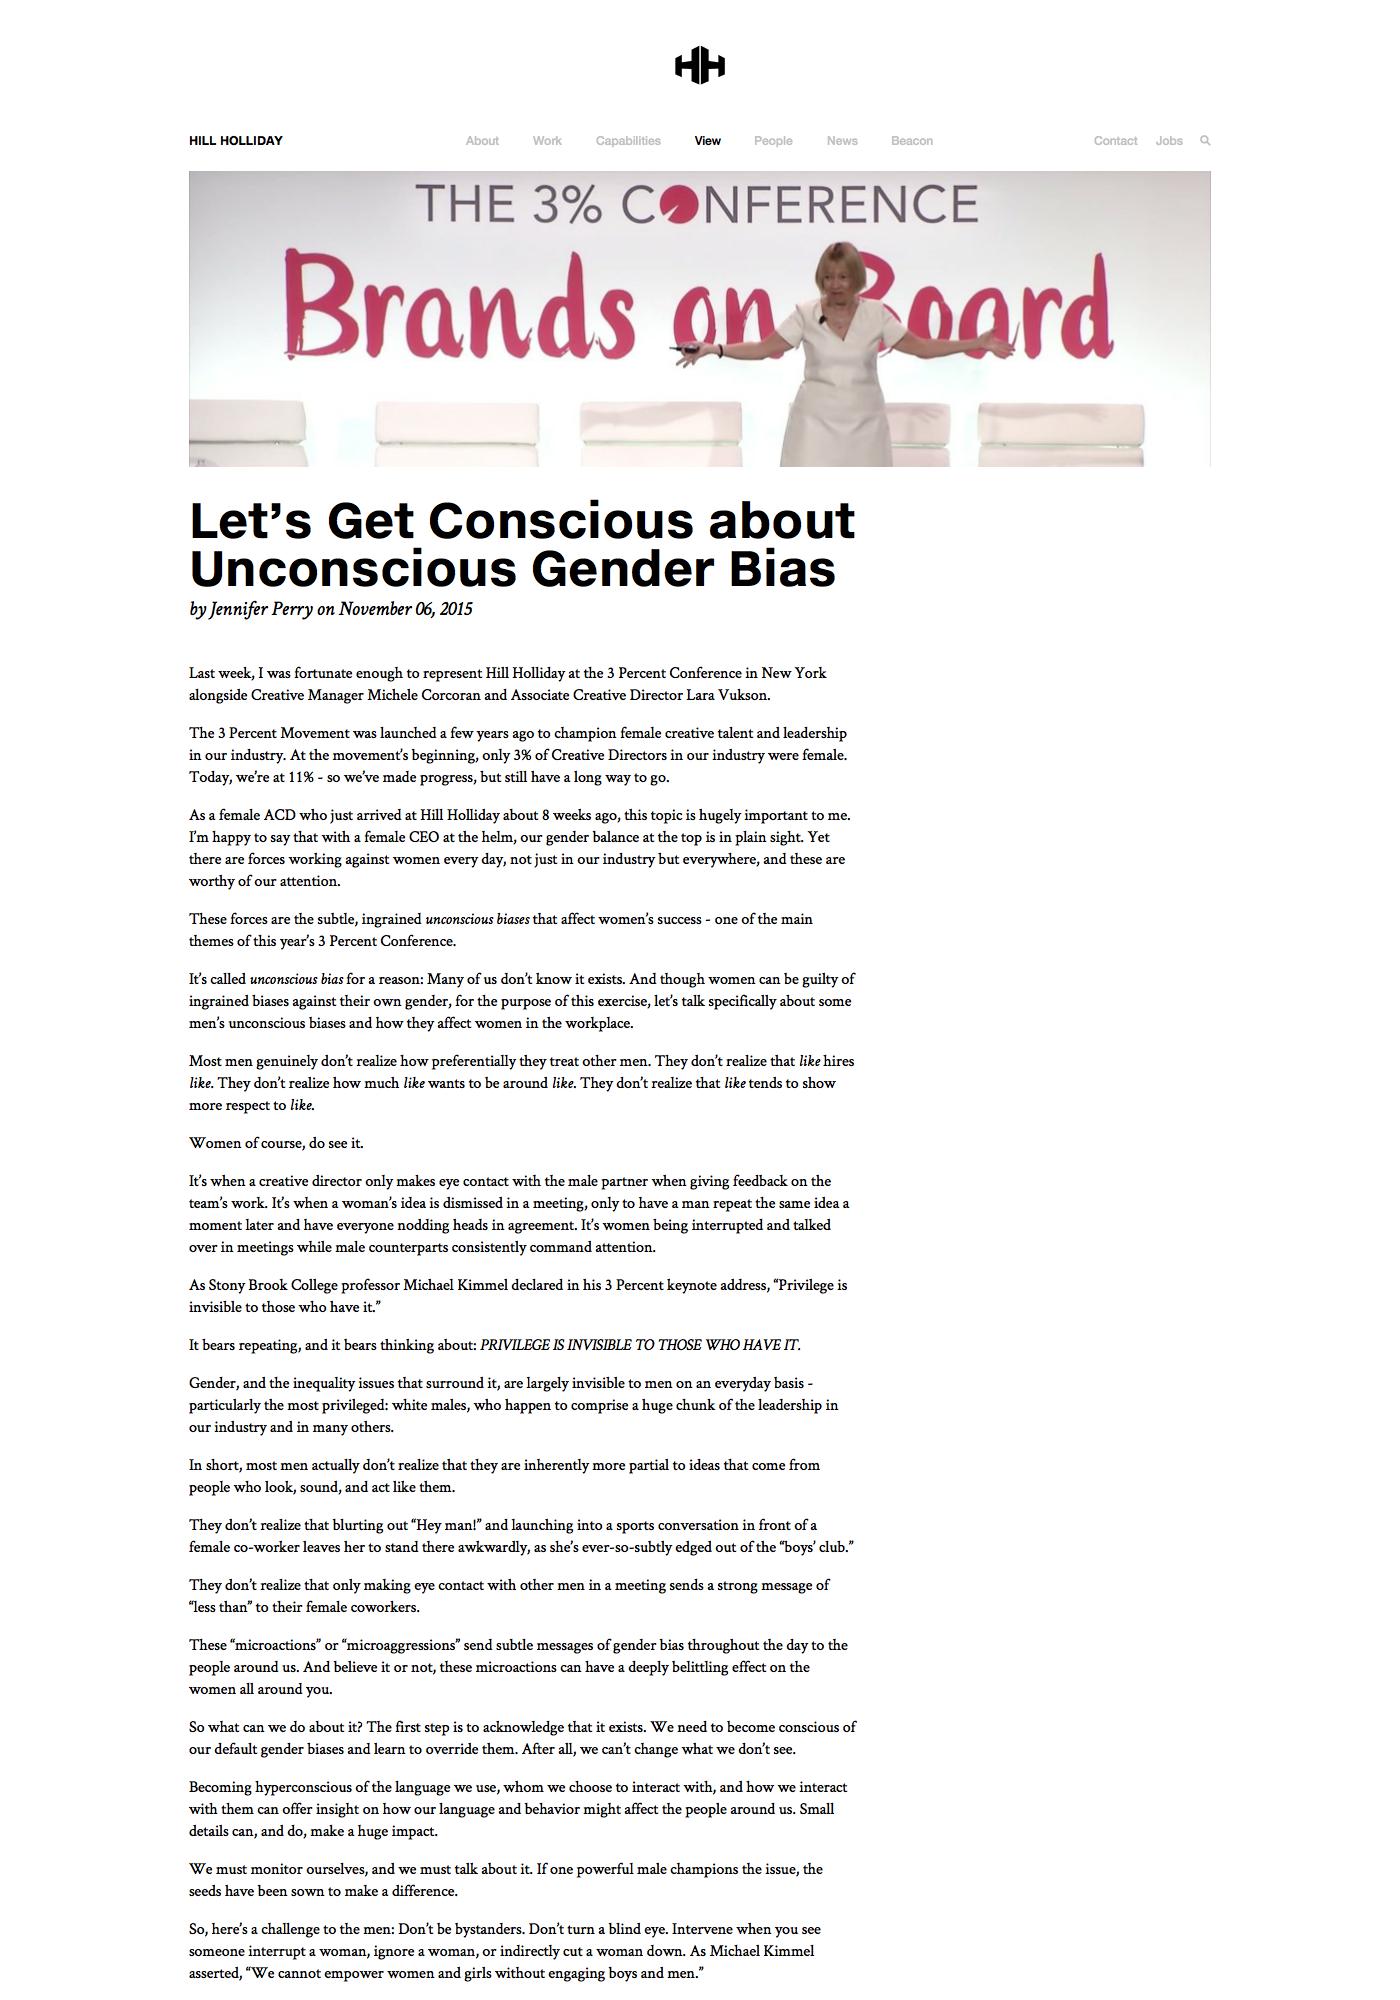 HH
HILL HOLLIDAY About Work Capabilities View People News Beacon Contact Jobs
THE 3% CONFERENCE
Brands on Board
Let’s Get Conscious about
Unconscious Gender Bias
by Jennifer Perry on November 06, 2015
Last week, I was fortunate enough to represent Hill Holliday at the 3 Percent Conference in New York
alongside Creative Manager Michele Corcoran and Associate Creative Director Lara Vukson.
The 3 Percent Movement was launched a few years ago to champion female creative talent and leadership
in our industry. At the movement’s beginning, only 3% of Creative Directors in our industry were female.
Today, we’re at 11% - so we’ve made progress, but still have a long way to go.
As a female ACD who just arrived at Hill Holliday about 8 weeks ago, this topic is hugely important to me.
I’m happy to say that with a female CEO at the helm, our gender balance at the top is in plain sight. Yet
there are forces working against women every day, not just in our industry but everywhere, and these are
worthy of our attention.
These forces are the subtle, ingrained unconscious biases that affect women’s success - one of the main
themes of this year’s 3 Percent Conference.
It’s called unconscious bias for a reason: Many of us don’t know it exists. And though women can be guilty of
ingrained biases against their own gender, for the purpose of this exercise, let’s talk specifically about some
men’s unconscious biases and how they affect women in the workplace.
Most men genuinely don’t realize how preferentially they treat other men. They don’t realize that like hires
like. They don’t realize how much like wants to be around like. They don’t realize that like tends to show
more respect to like.
Women of course, do see it.
It’s when a creative director only makes eye contact with the male partner when giving feedback on the
team’s work. It’s when a woman’s idea is dismissed in a meeting, only to have a man repeat the same idea a
moment later and have everyone nodding heads in agreement. It’s women being interrupted and talked
over in meetings while male counterparts consistently command attention.
As Stony Brook College professor Michael Kimmel declared in his 3 Percent keynote address, “Privilege is
invisible to those who have it.”
It bears repeating, and it bears thinking about: PRIVILEGE IS INVISIBLE TO THOSE WHO HAVE IT.
Gender, and the inequality issues that surround it, are largely invisible to men on an everyday basis -
particularly the most privileged: white males, who happen to comprise a huge chunk of the leadership in
our industry and in many others.
In short, most men actually don’t realize that they are inherently more partial to ideas that come from
people who look, sound, and act like them.
They don’t realize that blurting out “Hey man!” and launching into a sports conversation in front of a
female co-worker leaves her to stand there awkwardly, as she’s ever-so-subtly edged out of the “boys’ club.”
They don’t realize that only making eye contact with other men in a meeting sends a strong message of
“less than” to their female coworkers.
These “microactions” or “microaggressions” send subtle messages of gender bias throughout the day to the
people around us. And believe it or not, these microactions can have a deeply belittling effect on the
women all around you.
So what can we do about it? The first step is to acknowledge that it exists. We need to become conscious of
our default gender biases and learn to override them. After all, we can’t change what we don’t see.
Becoming hyperconscious of the language we use, whom we choose to interact with, and how we interact
with them can offer insight on how our language and behavior might affect the people around us. Small
details can, and do, make a huge impact.
We must monitor ourselves, and we must talk about it. If one powerful male champions the issue, the
seeds have been sown to make a difference.
So, here’s a challenge to the men: Don’t be bystanders. Don’t turn a blind eye. Intervene when you see
someone interrupt a woman, ignore a woman, or indirectly cut a woman down. As Michael Kimmel
asserted, “We cannot empower women and girls without engaging boys and men.”